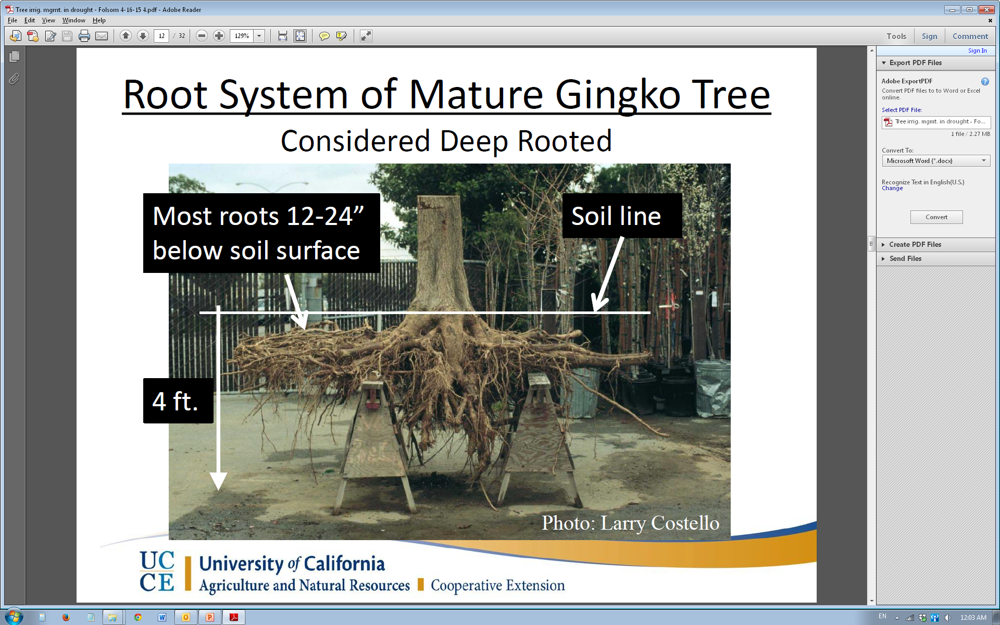 Tree irrig. mgmt. in drought - Folsom 4-16-15 4.pdf - Adobe Reader
File Edit View Window Help
12 / 32 129% Tools Sign Comment
Sign In
Export PDF Files
Adobe ExportPDF
Convert PDF files to to Word or Excel
online.
Select PDF File:
Tree irrig. mgmt. in drought - Fo...
1 file / 2.27 MB
Convert To:
Microsoft Word (*.docx)
Recognize Text in English(U.S.)
Change
Convert
Create PDF Files
Send Files
Root System of Mature Gingko Tree
Considered Deep Rooted
Most roots 12-24”
below soil surface
Soil line
4 ft.
Photo: Larry Costello
UC
CE
University of California
Agriculture and Natural Resources Cooperative Extension
EN 12:03 AM